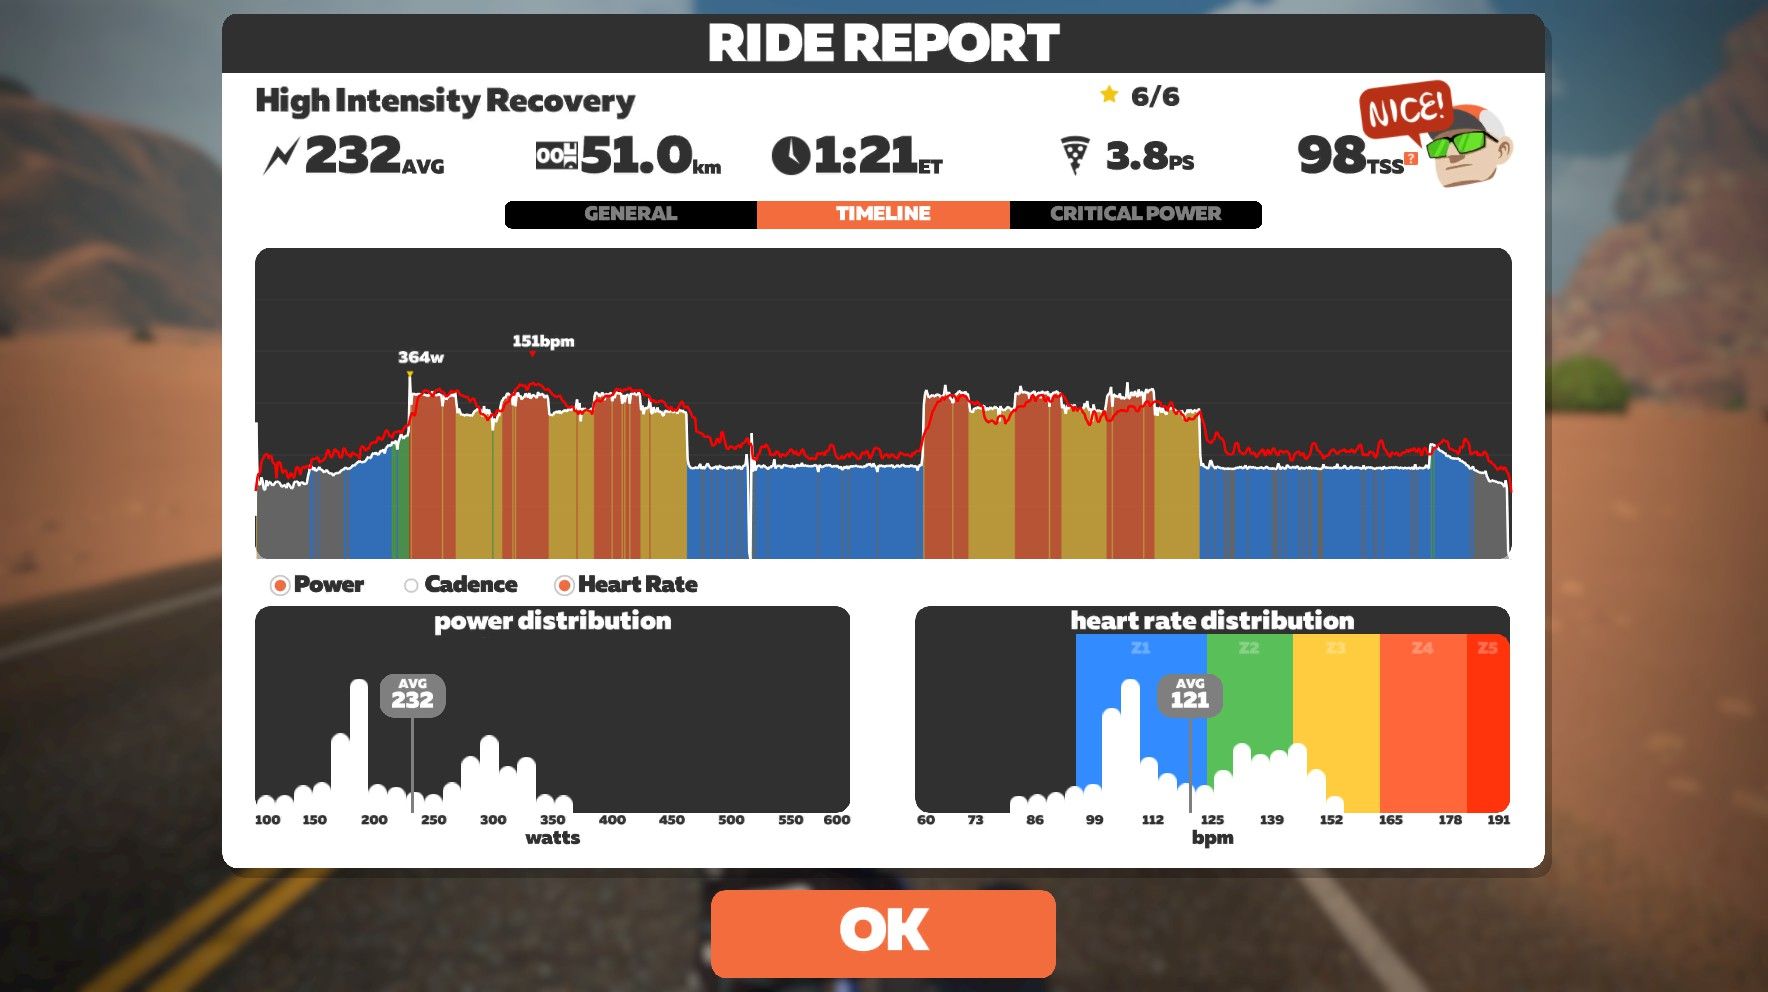 RIDE REPORT
High Intensity Recovery
6/6
NICE!
232AVG
51.0km
1:21ET
3.8PS
98TSS?
GENERAL
TIMELINE
CRITICAL POWER
151bpm
364w
Power
Cadence
Heart Rate
power distribution
AVG
232
100 150 200 250 300 350 400 450 500 550 600
watts
heart rate distribution
Z1 Z2 Z3 Z4 Z5
AVG
121
60 73 86 99 112 125 139 152 165 178 191
bpm
OK